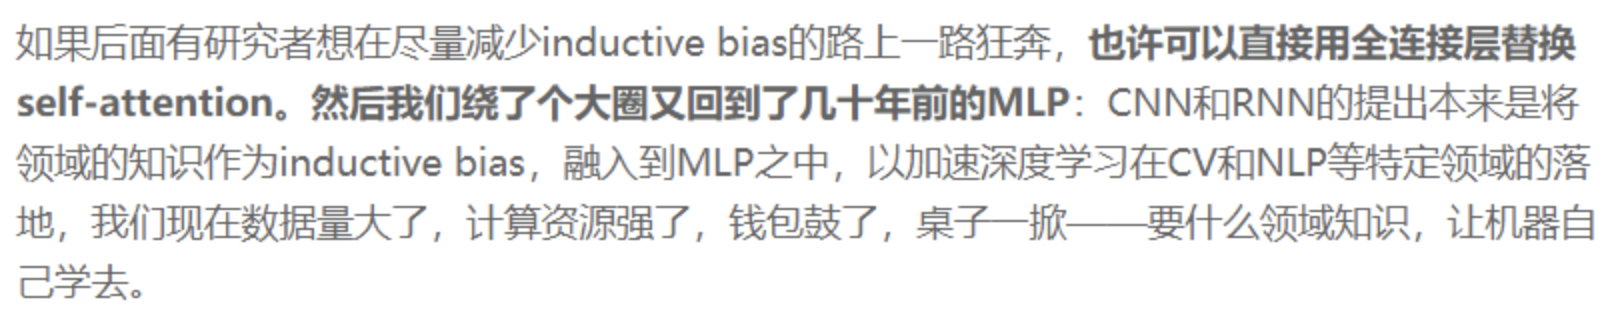 如果后面有研究者想在尽量减少inductive bias的路上一路狂奔，也许可以直接用全连接层替换
self-attention。然后我们绕了个大圈又回到了几十年前的MLP：CNN和RNN的提出本来是将
领域的知识作为inductive bias，融入到MLP之中，以加速深度学习在CV和NLP等特定领域的落
地，我们现在数据量大了，计算资源强了，钱包鼓了，桌子一掀——要什么领域知识，让机器自
己学去。